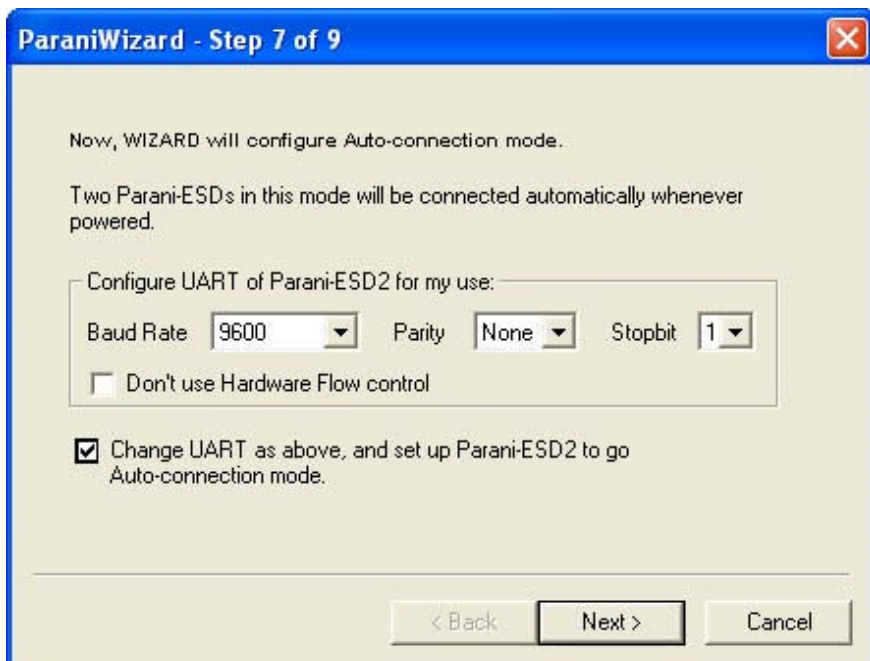 ParaniWizard - Step 7 of 9
Now, WIZARD will configure Auto-connection mode.
Two Parani-ESDs in this mode will be connected automatically whenever
powered.
Configure UART of Parani-ESD2 for my use:
Baud Rate 9600 Parity None Stopbit 1
Don't use Hardware Flow control
Change UART as above, and set up Parani-ESD2 to go
Auto-connection mode.
< Back Next > Cancel